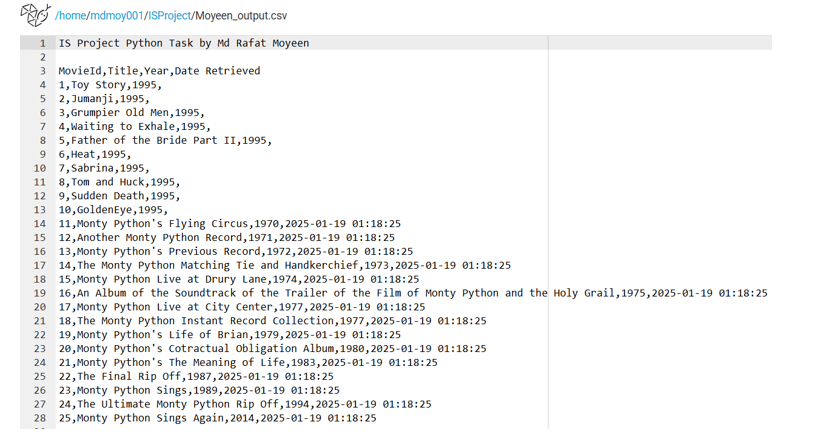 /home/mdmoy001/ISProject/Moyeen_output.csv
1 IS Project Python Task by Md Rafat Moyeen
2
3 MovieId,Title,Year,Date Retrieved
4 1,Toy Story,1995,
5 2,Jumanji,1995,
6 3,Grumpier Old Men,1995,
7 4,Waiting to Exhale,1995,
8 5,Father of the Bride Part II,1995,
9 6,Heat,1995,
10 7,Sabrina,1995,
11 8,Tom and Huck,1995,
12 9,Sudden Death,1995,
13 10,GoldenEye,1995,
14 11,Monty Python's Flying Circus,1970,2025-01-19 01:18:25
15 12,Another Monty Python Record,1971,2025-01-19 01:18:25
16 13,Monty Python's Previous Record,1972,2025-01-19 01:18:25
17 14,The Monty Python Matching Tie and Handkerchief,1973,2025-01-19 01:18:25
18 15,Monty Python Live at Drury Lane,1974,2025-01-19 01:18:25
19 16,An Album of the Soundtrack of the Trailer of the Film of Monty Python and the Holy Grail,1975,2025-01-19 01:18:25
20 17,Monty Python Live at City Center,1977,2025-01-19 01:18:25
21 18,The Monty Python Instant Record Collection,1977,2025-01-19 01:18:25
22 19,Monty Python's Life of Brian,1979,2025-01-19 01:18:25
23 20,Monty Python's Cotractual Obligation Album,1980,2025-01-19 01:18:25
24 21,Monty Python's The Meaning of Life,1983,2025-01-19 01:18:25
25 22,The Final Rip Off,1987,2025-01-19 01:18:25
26 23,Monty Python Sings,1989,2025-01-19 01:18:25
27 24,The Ultimate Monty Python Rip Off,1994,2025-01-19 01:18:25
28 25,Monty Python Sings Again,2014,2025-01-19 01:18:25